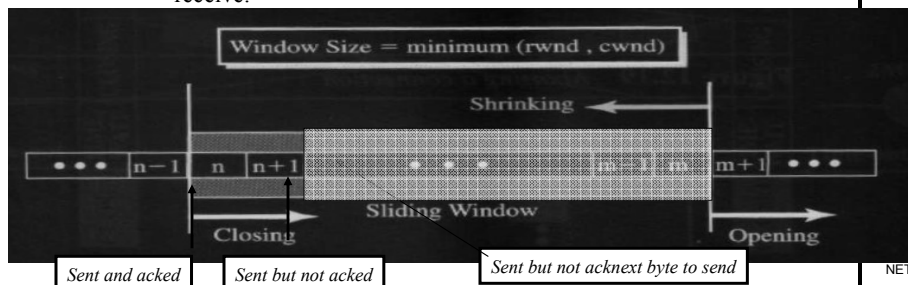 receive.
Window Size = minimum (rwnd , cwnd)
Shrinking
• • • n−1 n n+1 • • • m−1 m m+1 • • •
Sliding Window
Closing
Opening
Sent and acked
Sent but not acked
Sent but not acknext byte to send
NET